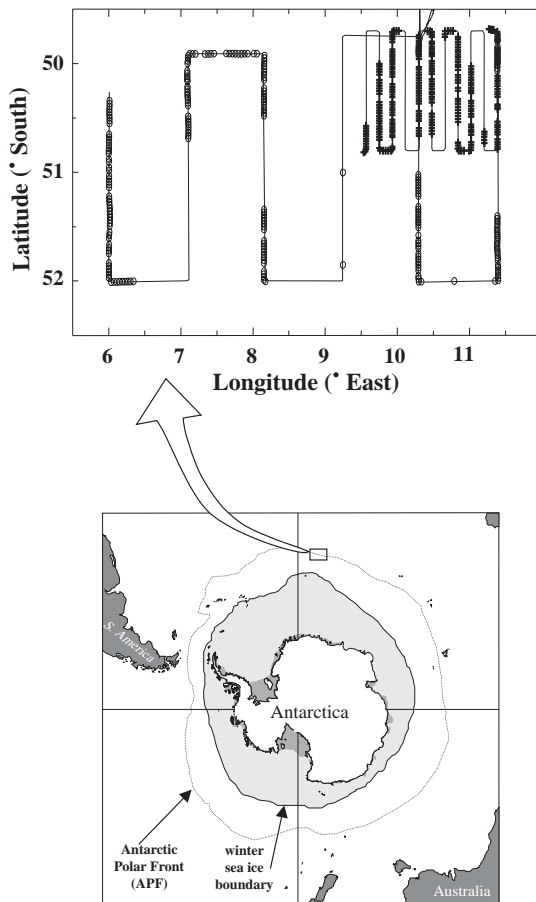 50
51
52
Latitude (° South)
6 7 8 9 10 11
Longitude (° East)
S. America
Antarctica
Antarctic
Polar Front
(APF)
winter
sea ice
boundary
Australia